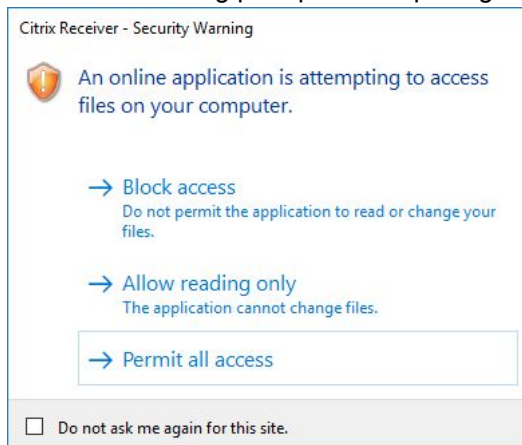 Citrix Receiver - Security Warning
An online application is attempting to access
files on your computer.
→ Block access
Do not permit the application to read or change your
files.
→ Allow reading only
The application cannot change files.
→ Permit all access
Do not ask me again for this site.